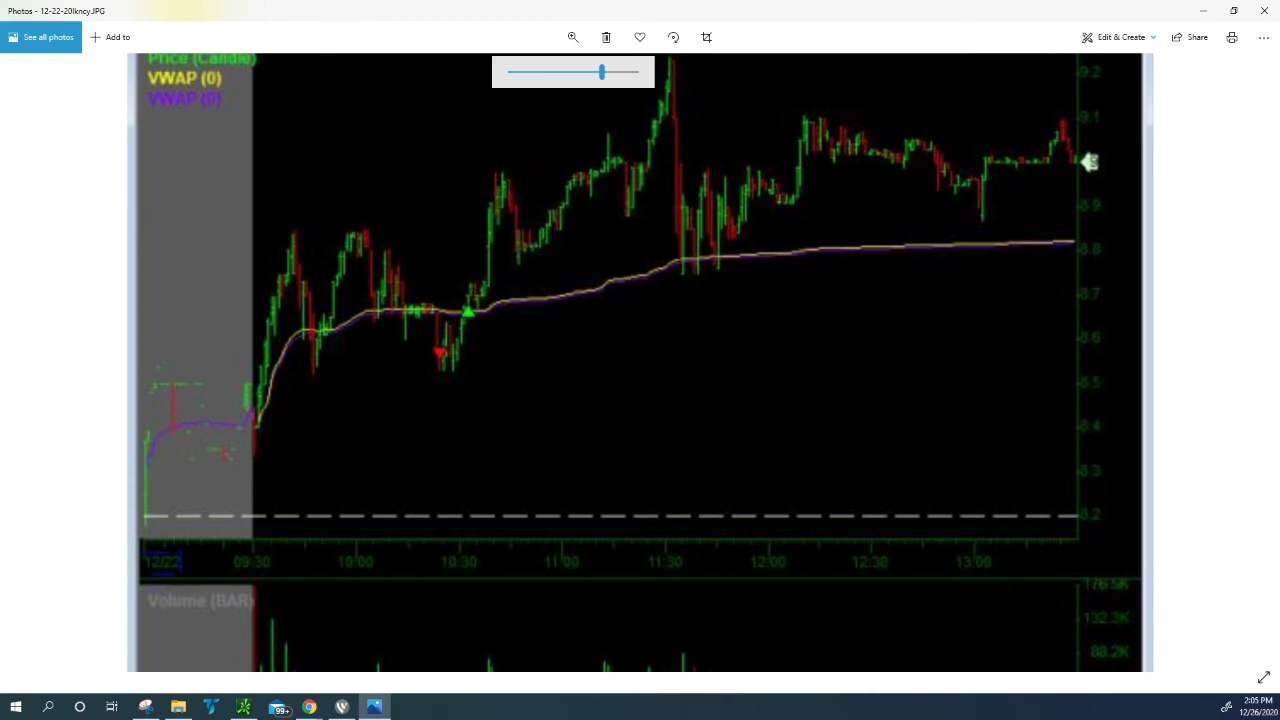 Photos - 12-22-20lkncy.JPG
See all photos
Add to
Edit & Create
Share
Price (Candle)
VWAP (0)
VWAP (0)
9.2
9.1
8.9
8.8
8.7
8.6
8.5
8.4
8.3
8.2
12/22 09:30 10:00 10:30 11:00 11:30 12:00 12:30 13:00
Volume (BAR)
176.5K
132.3K
88.2K
99+
2:05 PM
12/26/2020